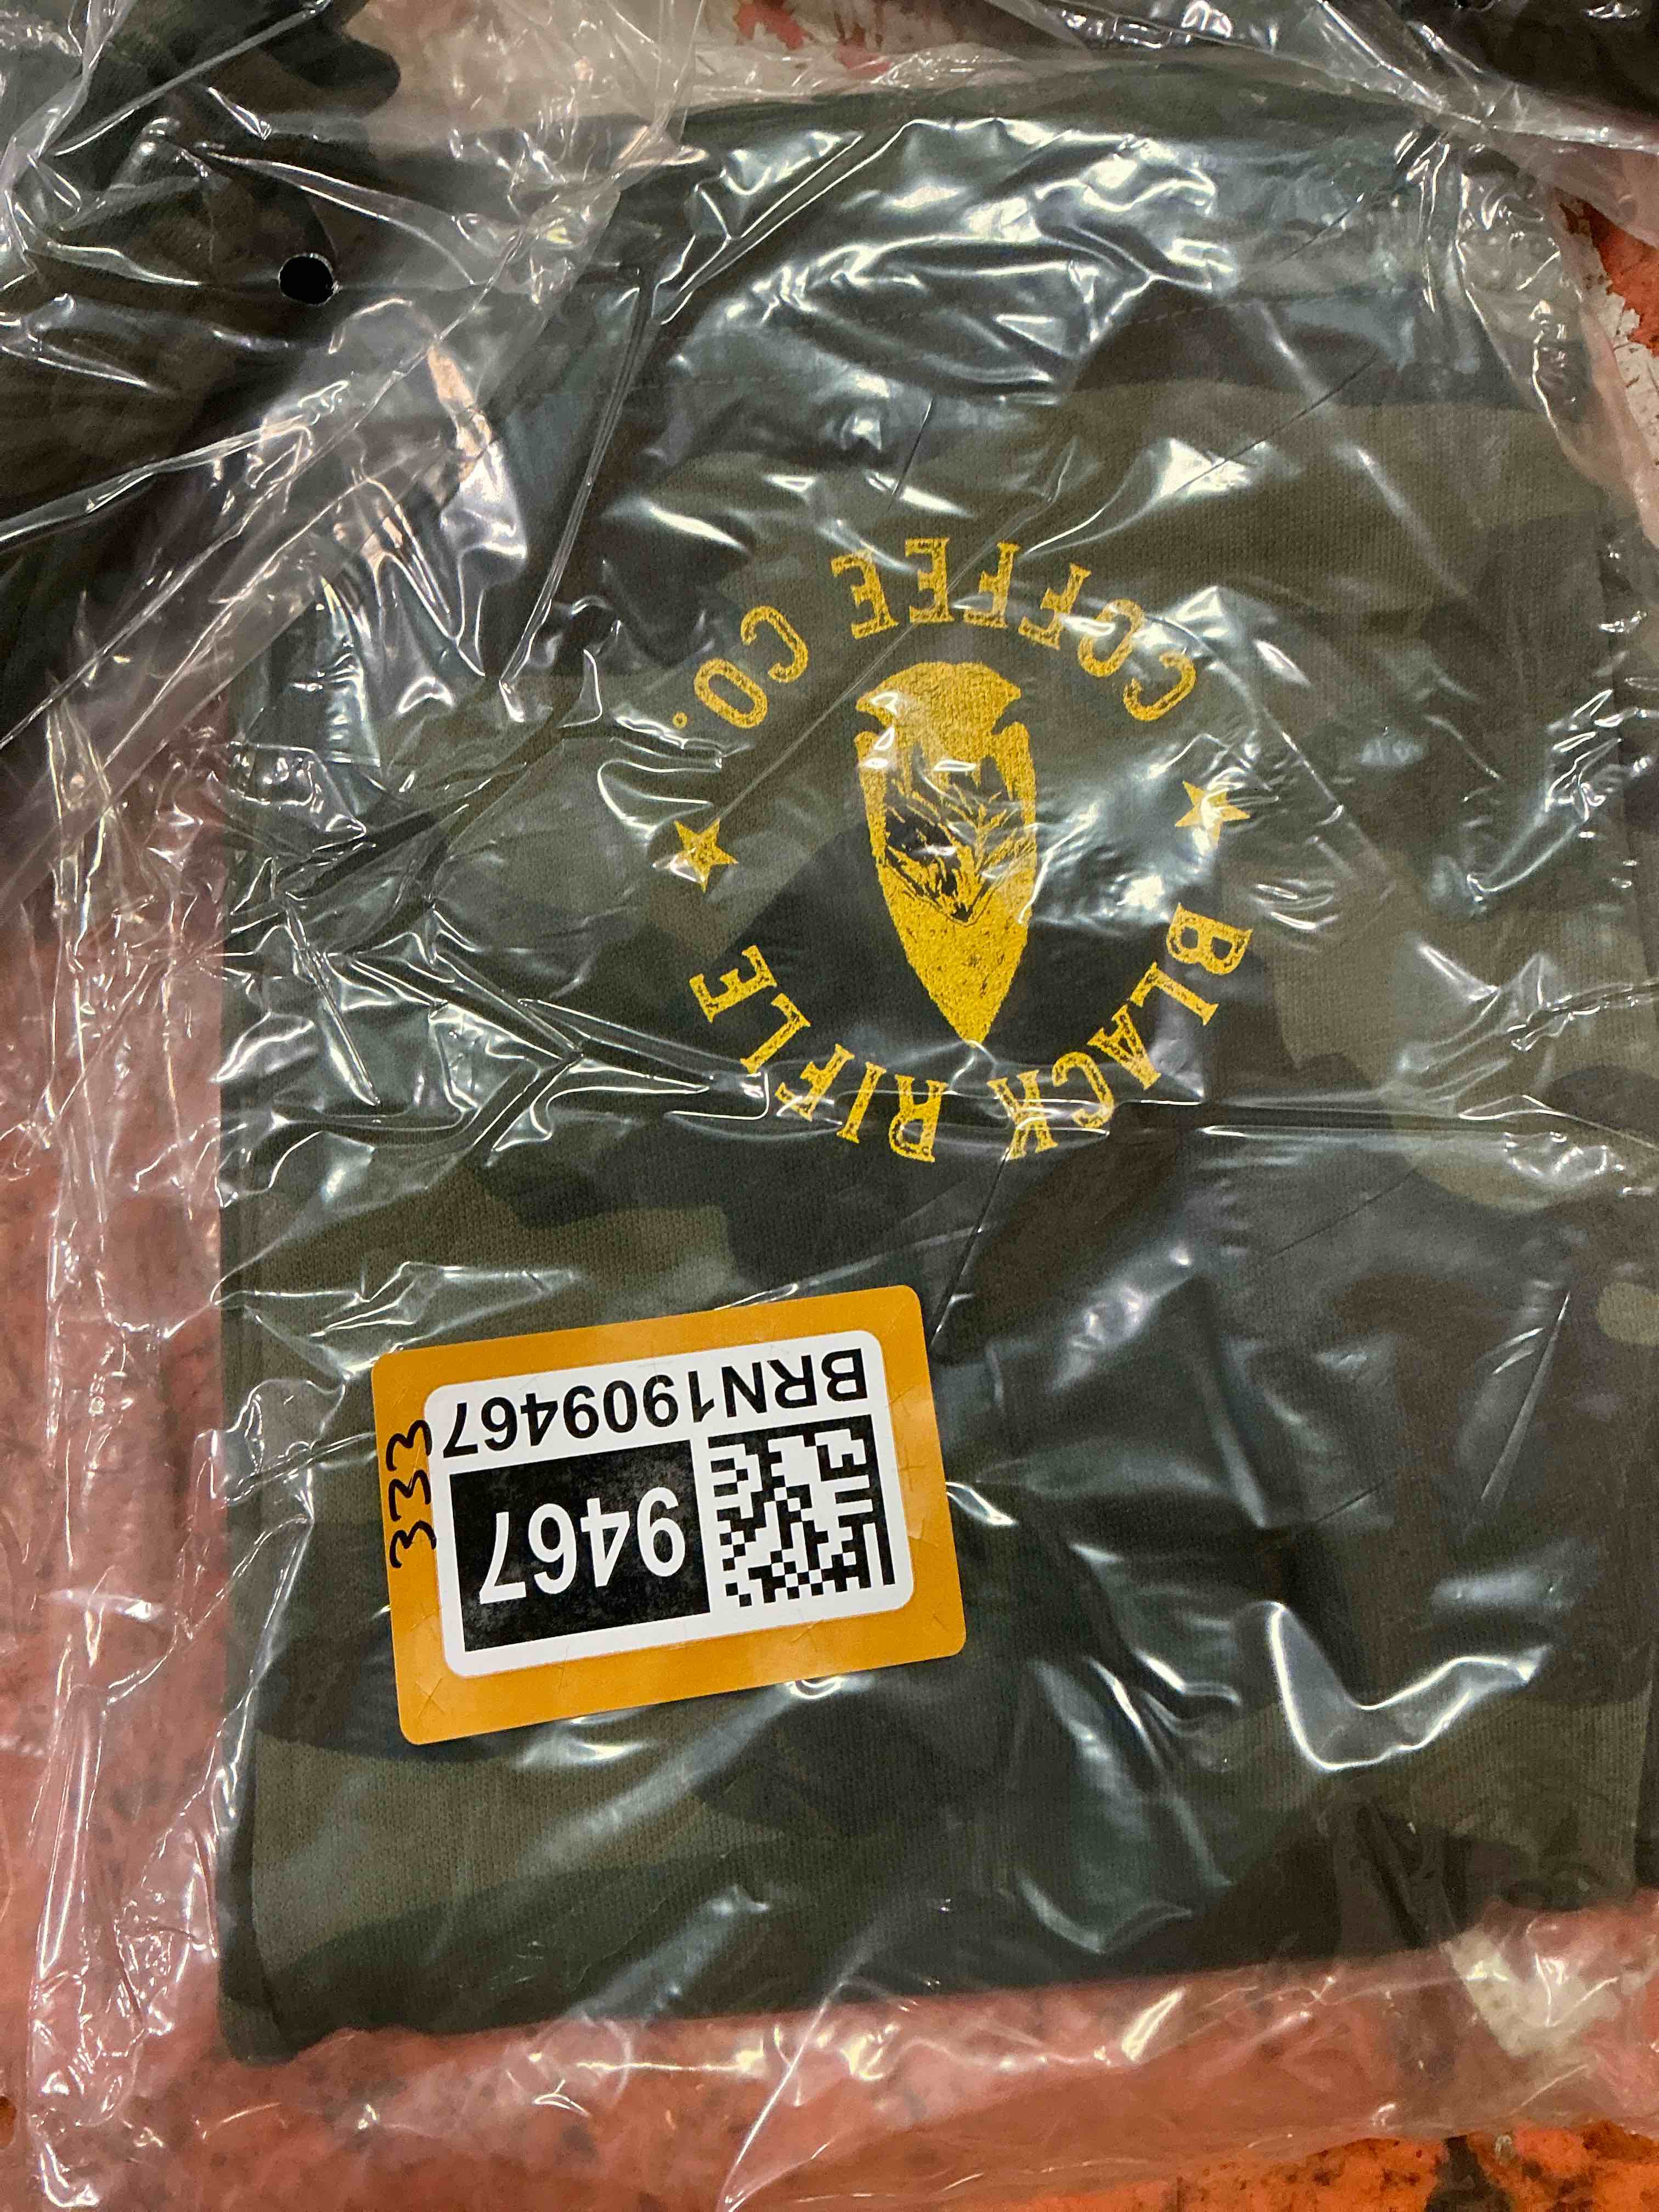 BLACK RIFLE
COFFEE CO.
333
BRN1909467
9467